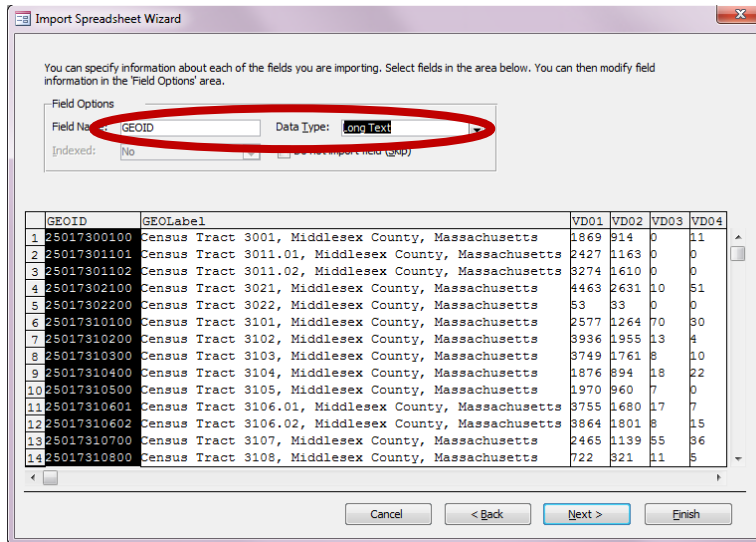 Import Spreadsheet Wizard
You can specify information about each of the fields you are importing. Select fields in the area below. You can then modify field
information in the 'Field Options' area.
Field Options
Field Name: GEOID Data Type: Long Text
Indexed: No Do not import field (Skip)
GEOID GEOLabel VD01 VD02 VD03 VD04
1 25017300100 Census Tract 3001, Middlesex County, Massachusetts 1869 914 0 11
2 25017301101 Census Tract 3011.01, Middlesex County, Massachusetts 2427 1163 0 0
3 25017301102 Census Tract 3011.02, Middlesex County, Massachusetts 3274 1610 0 0
4 25017302100 Census Tract 3021, Middlesex County, Massachusetts 4463 2631 10 51
5 25017302200 Census Tract 3022, Middlesex County, Massachusetts 53 33 0 0
6 25017310100 Census Tract 3101, Middlesex County, Massachusetts 2577 1264 70 30
7 25017310200 Census Tract 3102, Middlesex County, Massachusetts 3936 1955 13 4
8 25017310300 Census Tract 3103, Middlesex County, Massachusetts 3749 1761 8 10
9 25017310400 Census Tract 3104, Middlesex County, Massachusetts 1876 894 18 22
10 25017310500 Census Tract 3105, Middlesex County, Massachusetts 1970 960 7 0
11 25017310601 Census Tract 3106.01, Middlesex County, Massachusetts 3755 1680 17 7
12 25017310602 Census Tract 3106.02, Middlesex County, Massachusetts 3864 1801 8 15
13 25017310700 Census Tract 3107, Middlesex County, Massachusetts 2465 1139 55 36
14 25017310800 Census Tract 3108, Middlesex County, Massachusetts 722 321 11 5
Cancel < Back Next > Finish